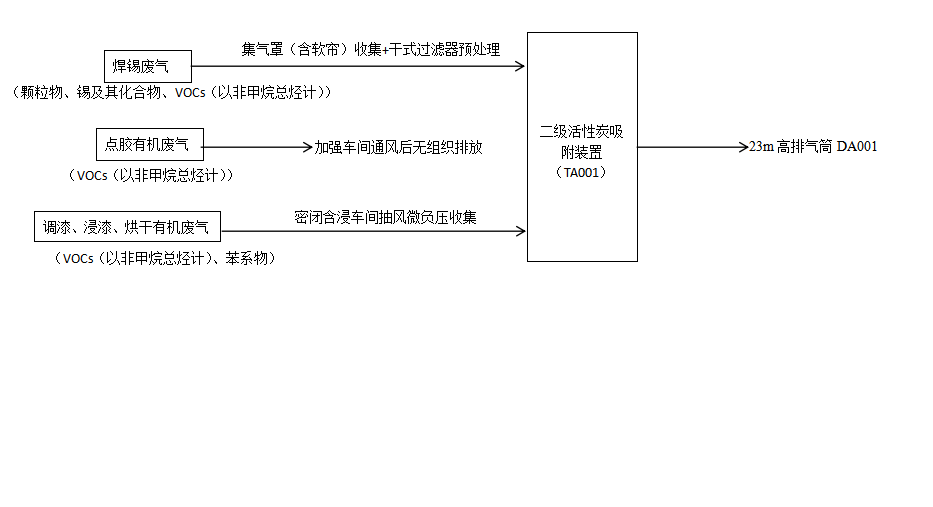 集气罩（含软帘）收集+干式过滤器预处理
焊锡废气
（颗粒物、锡及其化合物、VOCs（以非甲烷总烃计））
点胶有机废气
加强车间通风后无组织排放
（VOCs（以非甲烷总烃计））
密闭含浸车间抽风微负压收集
调漆、浸漆、烘干有机废气
（VOCs（以非甲烷总烃计）、苯系物）
二级活性炭吸
附装置
（TA001）
23m 高排气筒 DA001